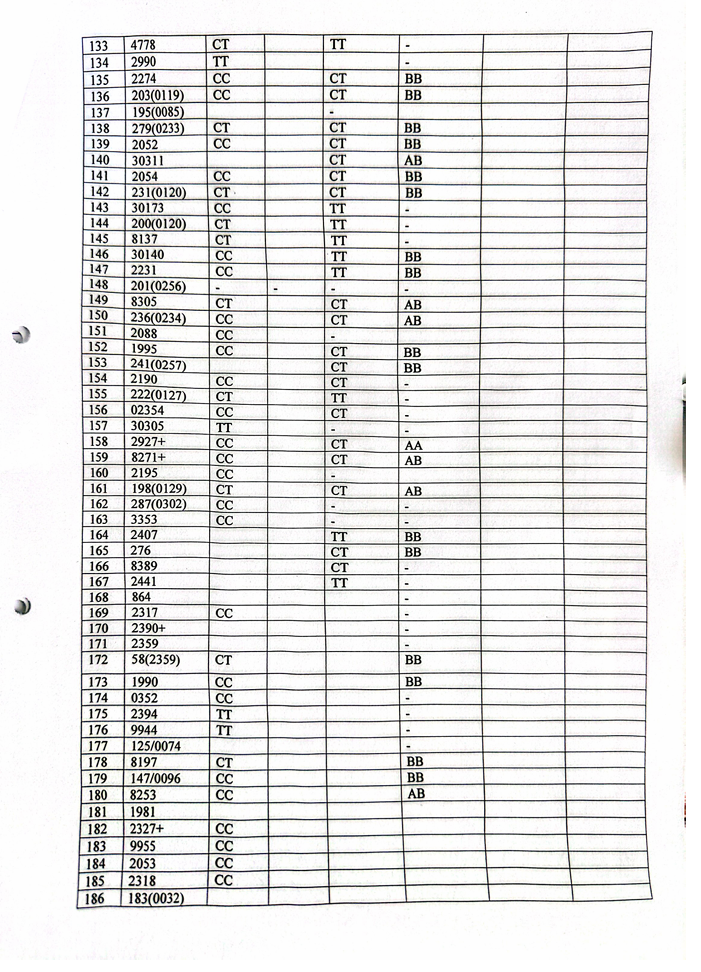 133 4778 CT TT -
134 2990 TT -
135 2274 CC CT BB
136 203(0119) CC CT BB
137 195(0085) -
138 279(0233) CT CT BB
139 2052 CC CT BB
140 30311 CT AB
141 2054 CC CT BB
142 231(0120) CT CT BB
143 30173 CC TT -
144 200(0120) CT TT -
145 8137 CT TT -
146 30140 CC TT BB
147 2231 CC TT BB
148 201(0256) - - - -
149 8305 CT CT AB
150 236(0234) CC CT AB
151 2088 CC -
152 1995 CC CT BB
153 241(0257) CT BB
154 2190 CC CT -
155 222(0127) CT TT -
156 02354 CC CT -
157 30305 TT - -
158 2927+ CC CT AA
159 8271+ CC CT AB
160 2195 CC -
161 198(0129) CT CT AB
162 287(0302) CC - -
163 3353 CC - -
164 2407 TT BB
165 276 CT BB
166 8389 CT -
167 2441 TT -
168 864 -
169 2317 CC -
170 2390+ -
171 2359 -
172 58(2359) CT BB
173 1990 CC BB
174 0352 CC -
175 2394 TT -
176 9944 TT -
177 125/0074 -
178 8197 CT BB
179 147/0096 CC BB
180 8253 CC AB
181 1981
182 2327+ CC
183 9955 CC
184 2053 CC
185 2318 CC
186 183(0032)